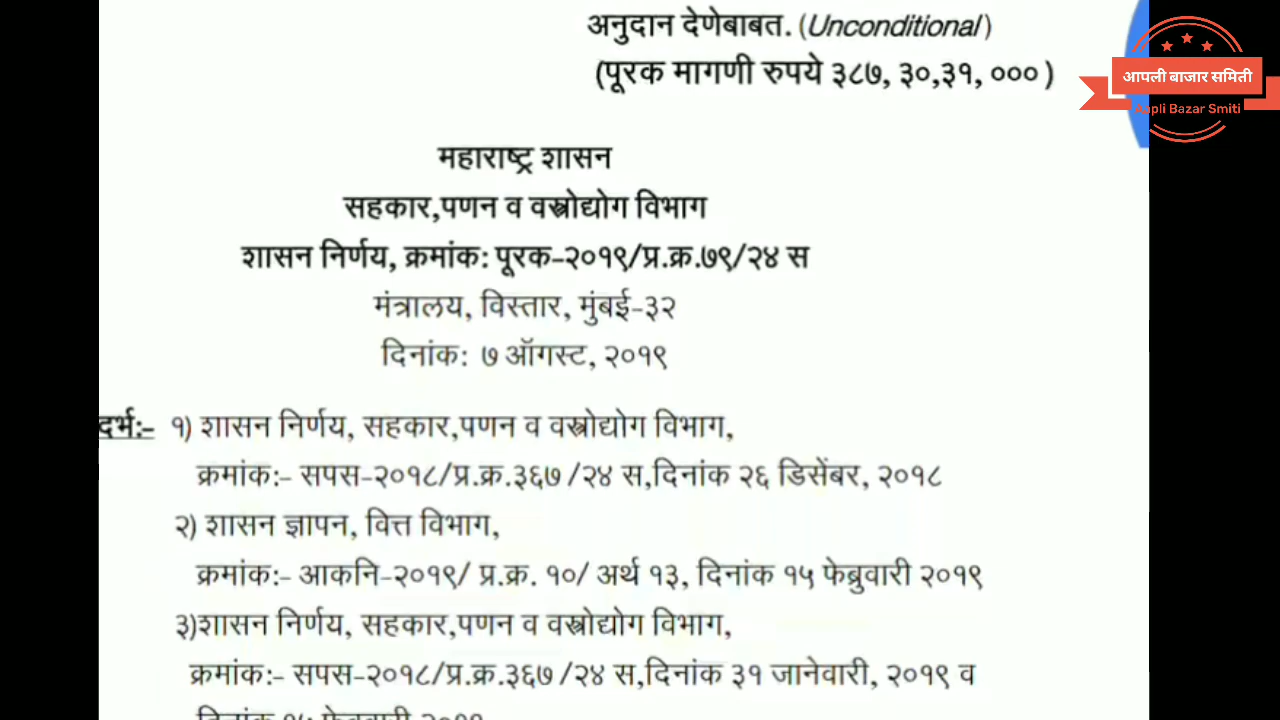 अनुदान देणेबाबत. (Unconditional)
(पूरक मागणी रुपये ३८७, ३०,३१, ००० )
आपली बाजार समिती
Aapli Bazar Smiti
महाराष्ट्र शासन
सहकार,पणन व वस्त्रोद्योग विभाग
शासन निर्णय, क्रमांक: पूरक-२०१९/प्र.क्र.७९/२४ स
मंत्रालय, विस्तार, मुंबई-३२
दिनांक: ७ ऑगस्ट, २०१९
दर्भ:- १) शासन निर्णय, सहकार,पणन व वस्त्रोद्योग विभाग,
क्रमांक:- सपस-२०१८/प्र.क्र.३६७ /२४ स,दिनांक २६ डिसेंबर, २०१८
२) शासन ज्ञापन, वित्त विभाग,
क्रमांक:- आकनि-२०१९/ प्र.क्र. १०/ अर्थ १३, दिनांक १५ फेब्रुवारी २०१९
३)शासन निर्णय, सहकार,पणन व वस्त्रोद्योग विभाग,
क्रमांक:- सपस-२०१८/प्र.क्र.३६७ /२४ स,दिनांक ३१ जानेवारी, २०१९ व